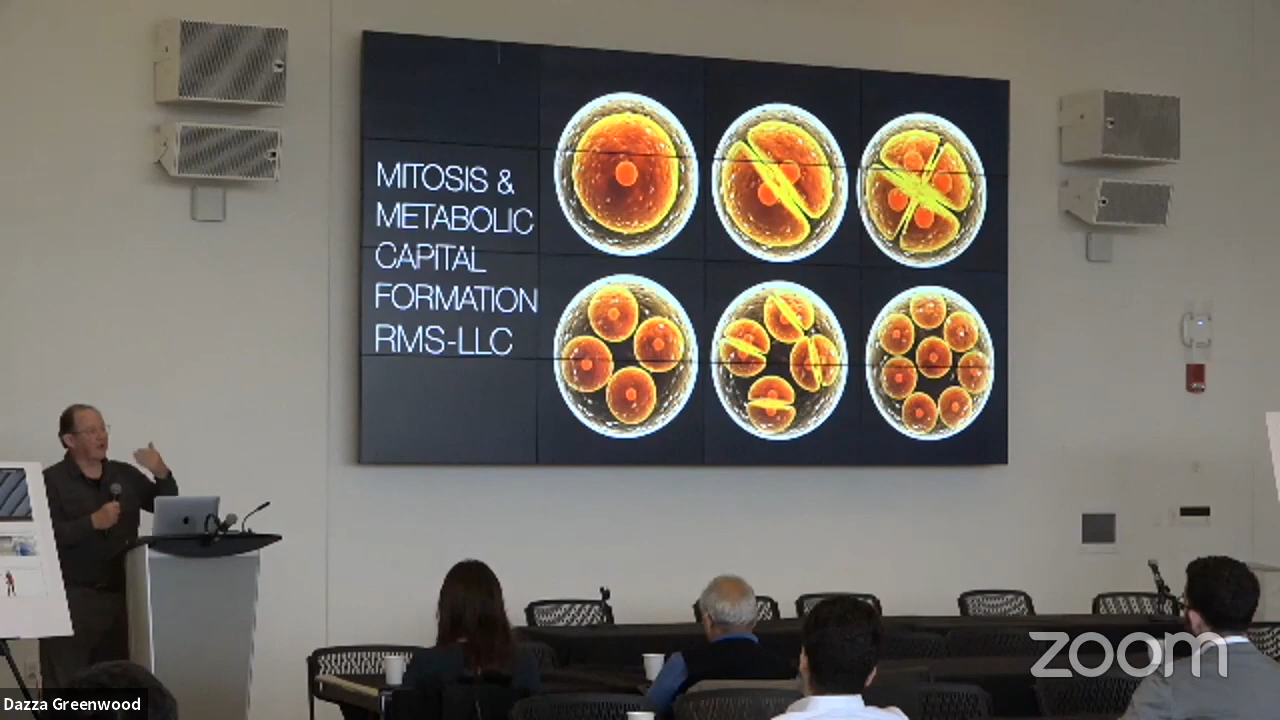 MITOSIS &
METABOLIC
CAPITAL
FORMATION
RMS-LLC
zoom
Dazza Greenwood